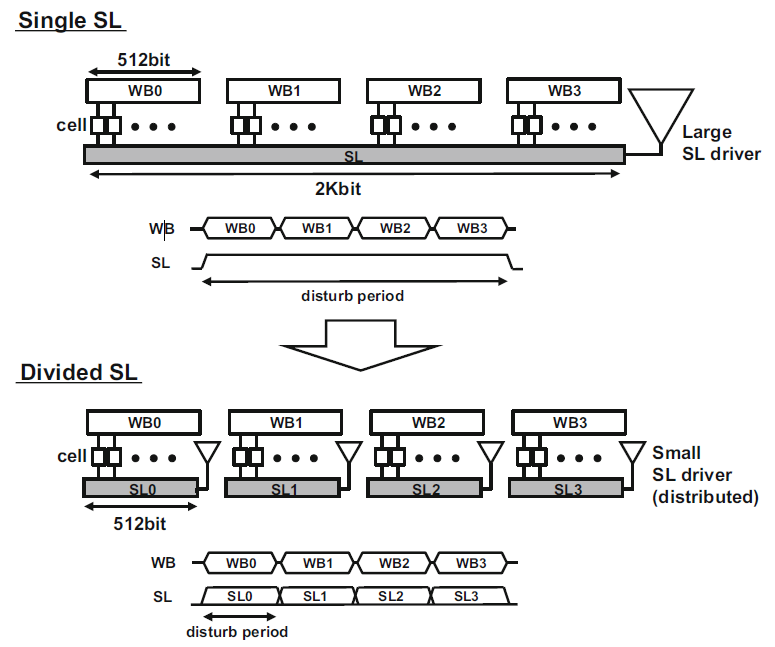 Single SL
512bit
WB0 WB1 WB2 WB3
cell
Large
SL driver
SL
2Kbit
WB WB0 WB1 WB2 WB3
SL
disturb period
Divided SL
WB0 WB1 WB2 WB3
cell
Small
SL driver
(distributed)
SL0 SL1 SL2 SL3
512bit
WB WB0 WB1 WB2 WB3
SL SL0 SL1 SL2 SL3
disturb period